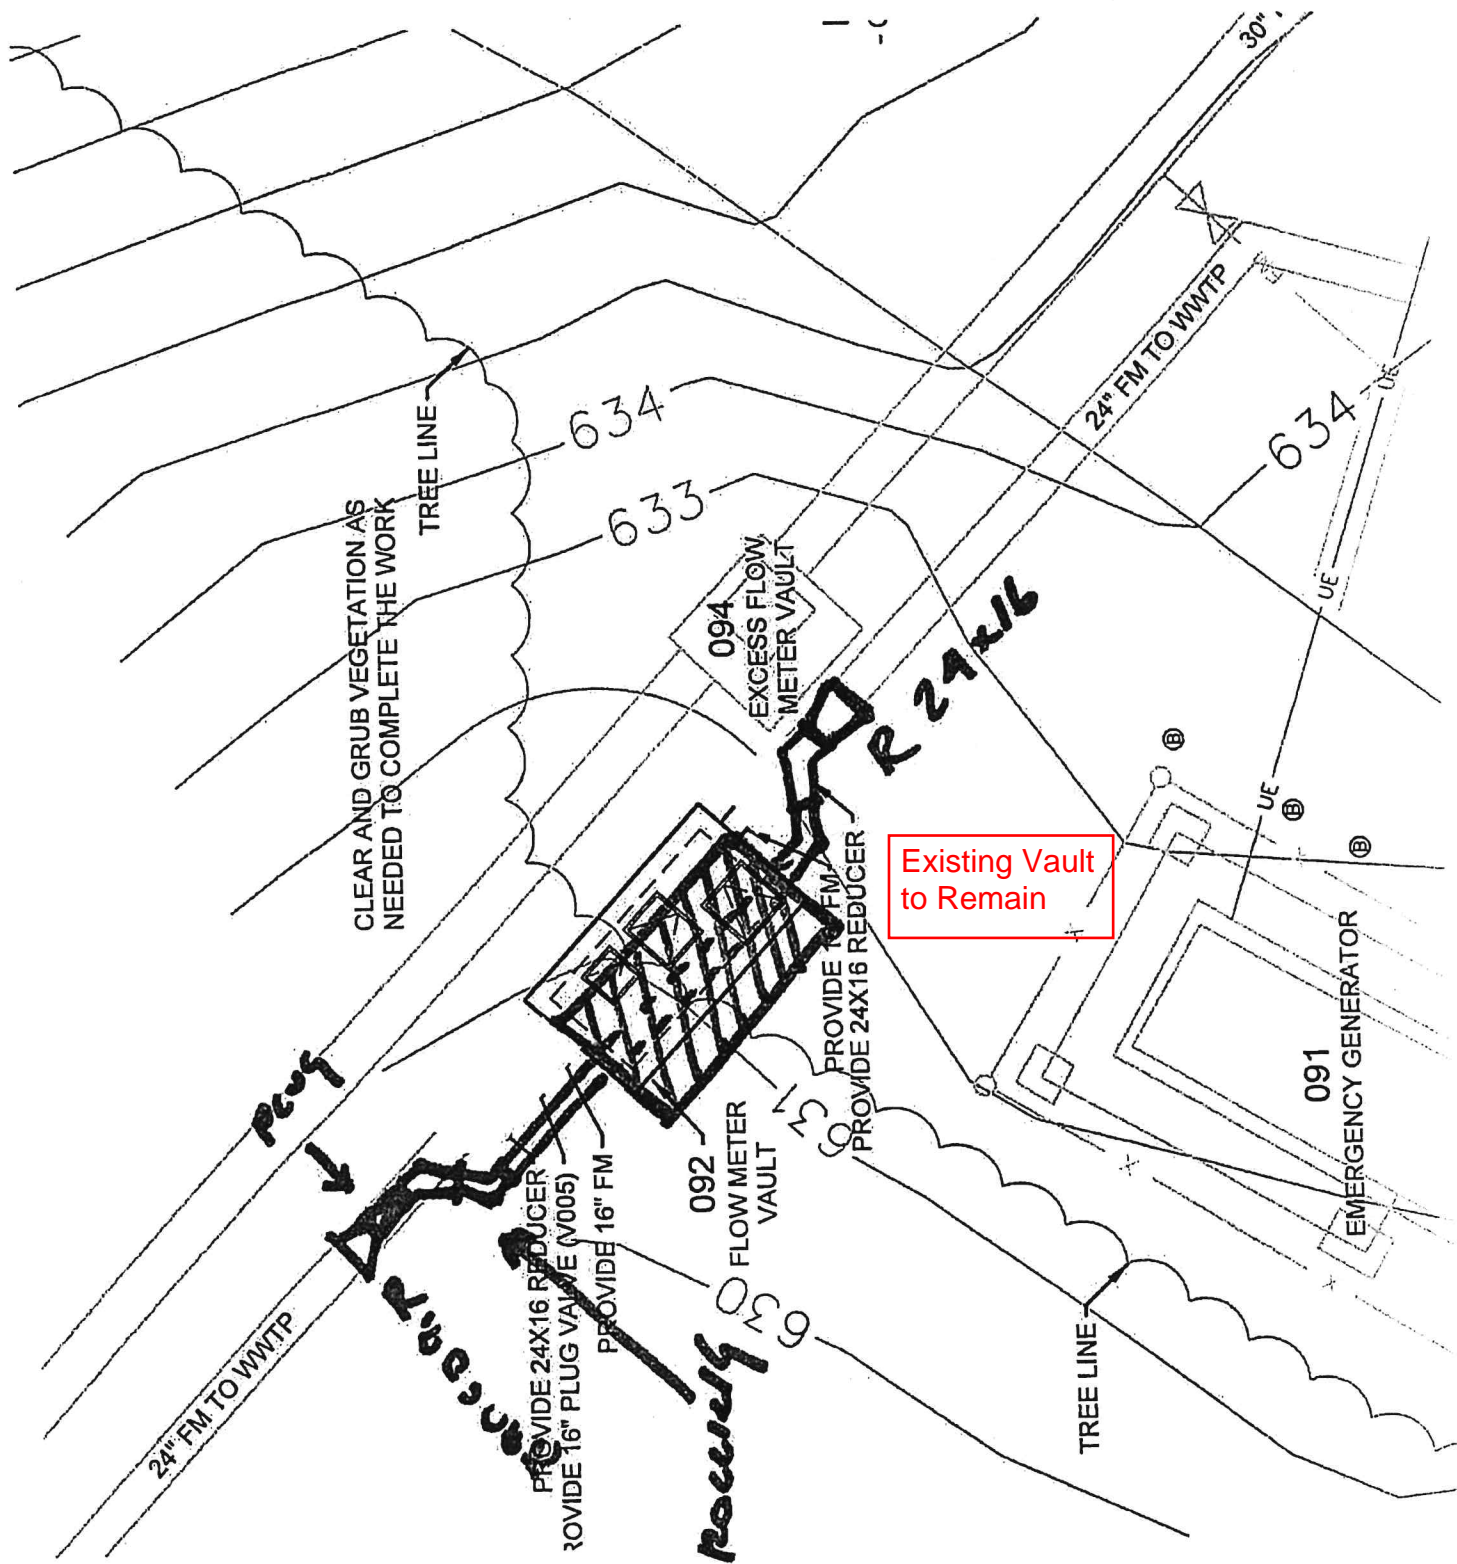 30"
24" FM TO WWTP
TREE LINE
634
633
CLEAR AND GRUB VEGETATION AS
NEEDED TO COMPLETE THE WORK
094
EXCESS FLOW
METER VAULT
R 24x16
634
UE
UE
UE
Existing Vault
to Remain
B
B
B
PROVIDE FM
PROVIDE 24X16 REDUCER
091
EMERGENCY GENERATOR
PLUG
631
092
FLOW METER
VAULT
PROVIDE 24X16 REDUCER
ROVIDE 16" PLUG VALVE (V005)
PROVIDE 16" FM
630
24" FM TO WWTP
TREE LINE
X
X
X
X